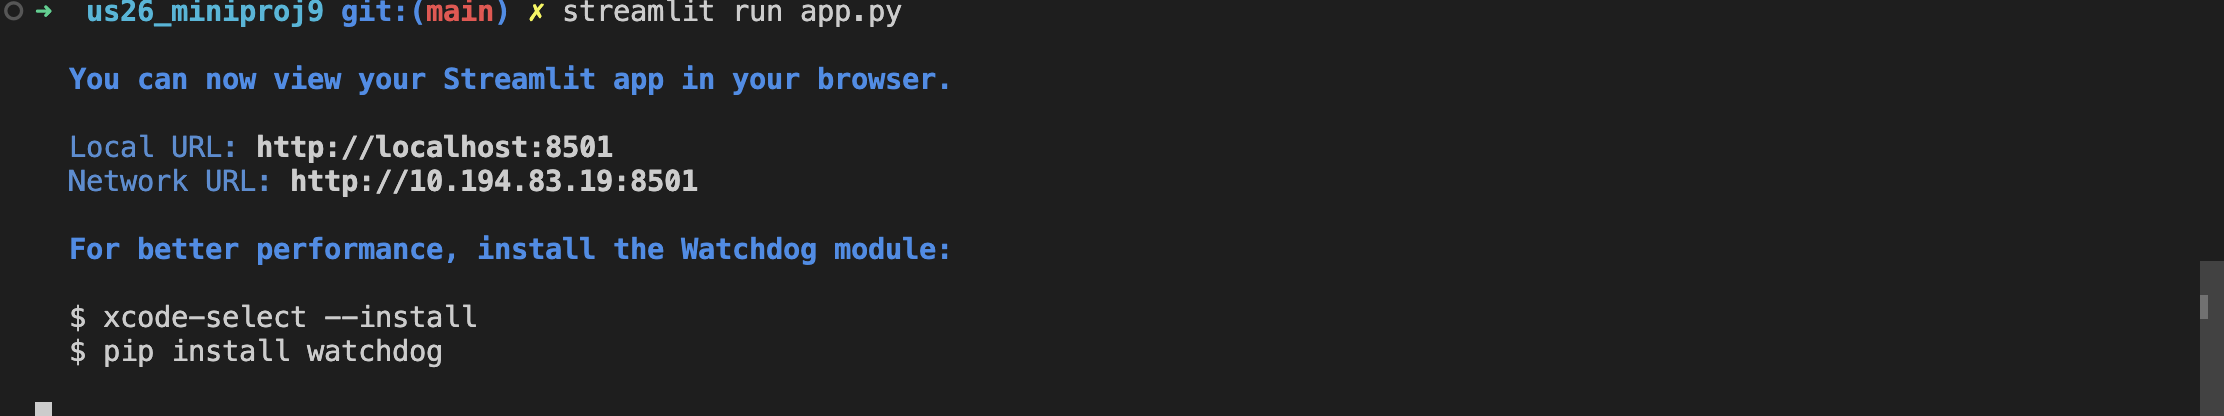 ➜ us26_miniproj9 git:(main) ✗ streamlit run app.py
You can now view your Streamlit app in your browser.
Local URL: http://localhost:8501
Network URL: http://10.194.83.19:8501
For better performance, install the Watchdog module:
$ xcode-select --install
$ pip install watchdog